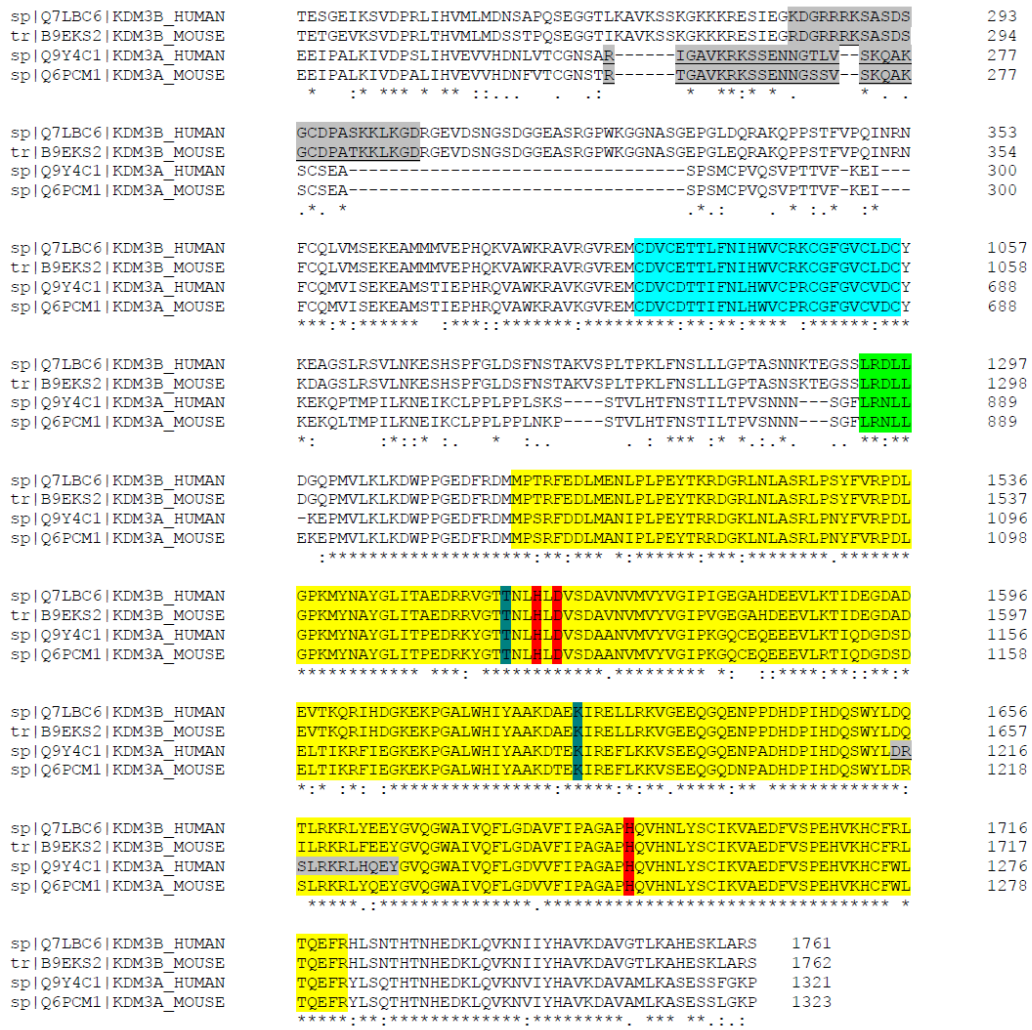 sp|Q7LBC6|KDM3B_HUMAN TESGEIKSVDPRLIHVMLMDNSAPQSEGGTLKAVKSSKGKKKRESIEGKDGRRRKSASDS 293
tr|B9EKS2|KDM3B_MOUSE TETGEVKSVDPRLTHVMLMDSSTPQSEGGTIKAVKSSKGKKKRESIEGRDGRRRKSASDS 294
sp|Q9Y4C1|KDM3A_HUMAN EEIPALKIVDPSLIHVEVVHDNLVTCGNSAR------IGAVKRKSSENNGTLV--SKQAK 277
sp|Q6PCM1|KDM3A_MOUSE EEIPALKIVDPSLIHVEVVHDNFVTCGNSTR------TGAVKRKSSENNGSSV--SKQAK 277
* :* *** * ** ::... . .: * ** *:* * . * . .

sp|Q7LBC6|KDM3B_HUMAN GCDPASKKLKGDRGEVDSNGSDGGEASRGPWKGGNASGEPGLDQRAKQPPSTFVPQINRN 353
tr|B9EKS2|KDM3B_MOUSE GCDPATKKLKGDRGEVDSNGSDGGEASRGPWKGGNASGEPGLEQRAKQPPSTFVPQINRN 354
sp|Q9Y4C1|KDM3A_HUMAN SCSEA---------------------------------SPSMCPVQSVPTTVF-KEI--- 300
sp|Q6PCM1|KDM3A_MOUSE SCSEA---------------------------------SPSMCPVQSVPTTVF-KEI--- 300
.*. * .*.: * :.* :*

sp|Q7LBC6|KDM3B_HUMAN FCQLVMSEKEAMMMVEPHQKVAWKRAVRGVREMCDVCETTLFNIHWVCRKCGFGVCLDCY 1057
tr|B9EKS2|KDM3B_MOUSE FCQLVMSEKEAMMMVEPHQKVAWKRAVRGVREMCDVCETTLFNIHWVCRKCGFGVCLDCY 1058
sp|Q9Y4C1|KDM3A_HUMAN FCQMVISEKEAMSTIEPHRQVAWKRAVKGVREMCDVCDTTIFNLHWVCPRCGFGVCVDCY 688
sp|Q6PCM1|KDM3A_MOUSE FCQMVISEKEAMSTIEPHRQVAWKRAVKGVREMCDVCDTTIFNLHWVCPRCGFGVCVDCY 688
***:*:****** :***::*******:*********:**:**:**** :******:***

sp|Q7LBC6|KDM3B_HUMAN KEAGSLRSVLNKESHSPFGLDSFNSTAKVSPLTPKLFNSLLLGPTASNNKTEGSSLRDLL 1297
tr|B9EKS2|KDM3B_MOUSE KDAGSLRSVLNKESHSPFGLDSFNSTAKVSPLTPKLFNSLLLGPTASNSKTEGSSLRDLL 1298
sp|Q9Y4C1|KDM3A_HUMAN KEKQPTMPILKNEIKCLPPLPPLSKS----STVLHTFNSTILTPVSNNN---SGFLRNLL 889
sp|Q6PCM1|KDM3A_MOUSE KEKQLTMPILKNEIKCLPPLPPLNKP----STVLHTFNSTILTPVSNNN---SGFLRNLL 889
*: :*::* :. * :.. . : *** :* *.:.*. . . **:**

sp|Q7LBC6|KDM3B_HUMAN DGQPMVLKLKDWPPGEDFRDMMPTRFEDLMENLPLPEYTKRDGRLNLASRLPSYFVRPDL 1536
tr|B9EKS2|KDM3B_MOUSE DGQPMVLKLKDWPPGEDFRDMMPTRFEDLMENLPLPEYTKRDGRLNLASRLPSYFVRPDL 1537
sp|Q9Y4C1|KDM3A_HUMAN -KEPMVLKLKDWPPGEDFRDMMPSRFDDLMANIPLPEYTRRDGKLNLASRLPNYFVRPDL 1096
sp|Q6PCM1|KDM3A_MOUSE EKEPMVLKLKDWPPGEDFRDMMPSRFDDLMANIPLPEYTRRDGKLNLASRLPNYFVRPDL 1098
:********************:**:*** *:******:***:********.*******

sp|Q7LBC6|KDM3B_HUMAN GPKMYNAYGLITAEDRRVGTTNLHLDVSDAVNVMVYVGIPIGEGAHDEEVLKTIDEGDAD 1596
tr|B9EKS2|KDM3B_MOUSE GPKMYNAYGLITAEDRRVGTTNLHLDVSDAVNVMVYVGIPVGEGAHDEEVLKTIDEGDAD 1597
sp|Q9Y4C1|KDM3A_HUMAN GPKMYNAYGLITPEDRKYGTTNLHLDVSDAANVMVYVGIPKGQCEQEEEVLKTIQDGDSD 1156
sp|Q6PCM1|KDM3A_MOUSE GPKMYNAYGLITPEDRKYGTTNLHLDVSDAANVMVYVGIPKGQCEQEEEVLRTIQDGDSD 1158
************ ***: ************.********* *: ::****:**::**:*

sp|Q7LBC6|KDM3B_HUMAN EVTKQRIHDGKEKPGALWHIYAAKDAEKIRELLRKVGEEQGQENPPDHDPIHDQSWYLDQ 1656
tr|B9EKS2|KDM3B_MOUSE EVTKQRIHDGKEKPGALWHIYAAKDAEKIRELLRKVGEEQGQENPPDHDPIHDQSWYLDQ 1657
sp|Q9Y4C1|KDM3A_HUMAN ELTIKRFIEGKEKPGALWHIYAAKDTEKIREFLKKVSEEQGQENPADHDPIHDQSWYLDR 1216
sp|Q6PCM1|KDM3A_MOUSE ELTIKRFIEGKEKPGALWHIYAAKDTEKIREFLKKVSEEQGQDNPADHDPIHDQSWYLDR 1218
*:* :*: :****************:*****:*:**.*****:** *************:

sp|Q7LBC6|KDM3B_HUMAN TLRKRLYEEYGVQGWAIVQFLGDAVFIPAGAPHQVHNLYSCIKVAEDFVSPEHVKHCFRL 1716
tr|B9EKS2|KDM3B_MOUSE ILRKRLFEEYGVQGWAIVQFLGDAVFIPAGAPHQVHNLYSCIKVAEDFVSPEHVKHCFRL 1717
sp|Q9Y4C1|KDM3A_HUMAN SLRKRLHQEYGVQGWAIVQFLGDVVFIPAGAPHQVHNLYSCIKVAEDFVSPEHVKHCFWL 1276
sp|Q6PCM1|KDM3A_MOUSE SLRKRLYQEYGVQGWAIVQFLGDVVFIPAGAPHQVHNLYSCIKVAEDFVSPEHVKHCFWL 1278
*****.:***************.********************************** *

sp|Q7LBC6|KDM3B_HUMAN TQEFRHLSNTHTNHEDKLQVKNIIYHAVKDAVGTLKAHESKLARS 1761
tr|B9EKS2|KDM3B_MOUSE TQEFRHLSNTHTNHEDKLQVKNIIYHAVKDAVGTLKAHESKLARS 1762
sp|Q9Y4C1|KDM3A_HUMAN TQEFRYLSQTHTNHEDKLQVKNVIYHAVKDAVAMLKASESSFGKP 1321
sp|Q6PCM1|KDM3A_MOUSE TQEFRYLSQTHTNHEDKLQVKNVIYHAVKDAVAMLKASESSFGKP 1323
*****:**:*************:*********. *** **.:.: